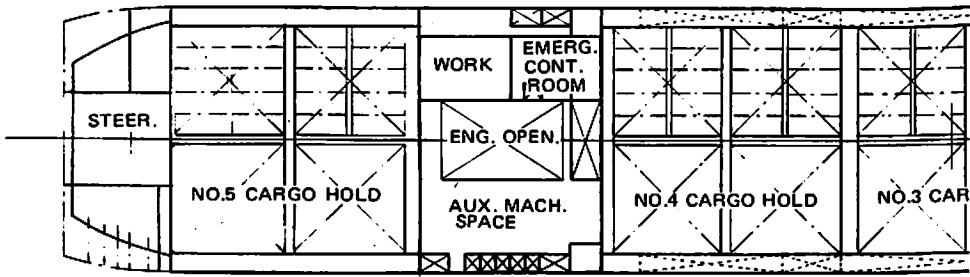 WORK
EMERG.
CONT.
ROOM
STEER.
ENG. OPEN.
NO.5 CARGO HOLD
AUX. MACH.
SPACE
NO.4 CARGO HOLD
NO.3 CAR